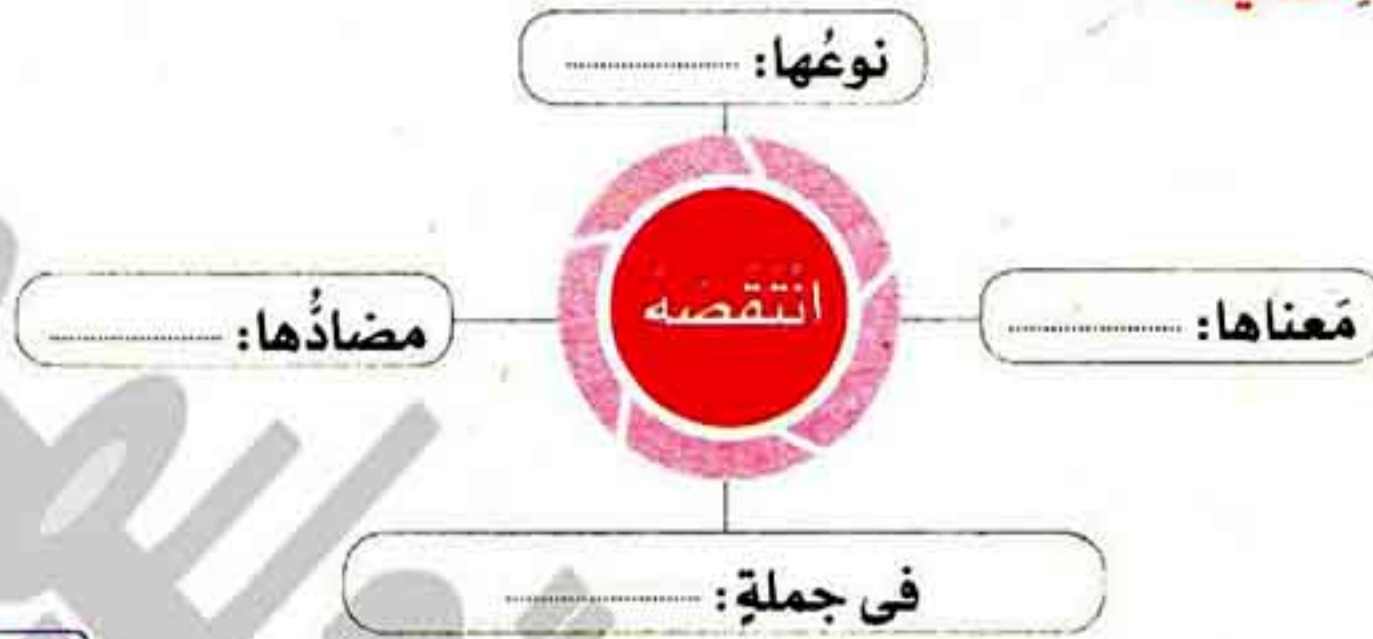 نوعُها: ..................
مَعناها: ..................
انتقصه
مضادُّها: ..................
فى جملةٍ: ..................